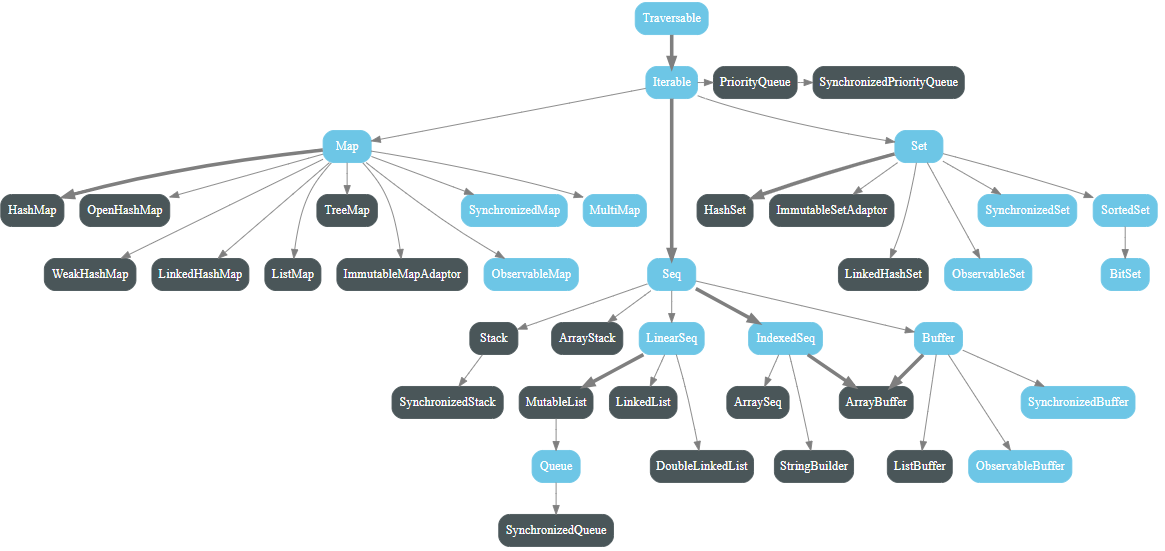 Traversable
Iterable
PriorityQueue
SynchronizedPriorityQueue
Map
Set
HashMap
OpenHashMap
TreeMap
SynchronizedMap
MultiMap
HashSet
ImmutableSetAdaptor
SynchronizedSet
SortedSet
WeakHashMap
LinkedHashMap
ListMap
ImmutableMapAdaptor
ObservableMap
Seq
LinkedHashSet
ObservableSet
BitSet
Stack
ArrayStack
LinearSeq
IndexedSeq
Buffer
SynchronizedStack
MutableList
LinkedList
ArraySeq
ArrayBuffer
SynchronizedBuffer
Queue
DoubleLinkedList
StringBuilder
ListBuffer
ObservableBuffer
SynchronizedQueue